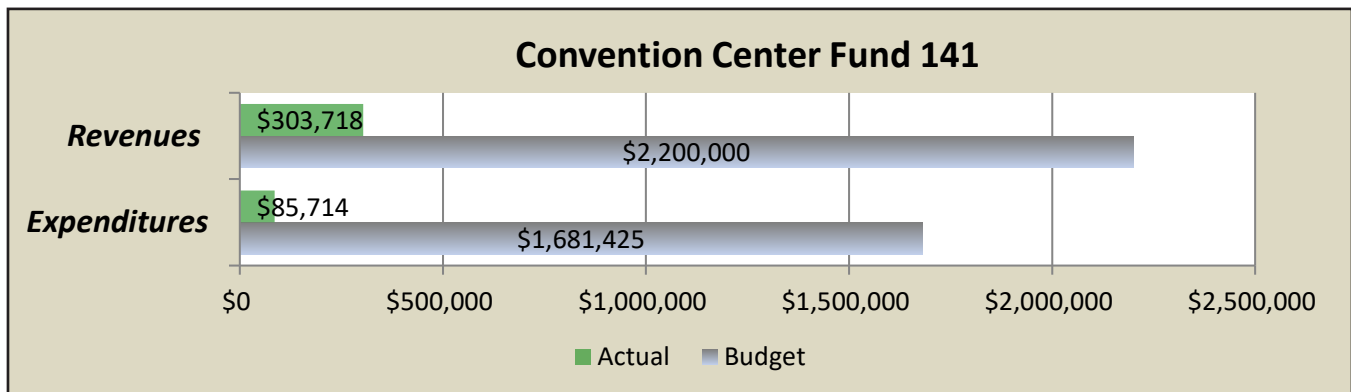 Convention Center Fund 141
Revenues
$303,718
$2,200,000
Expenditures
$85,714
$1,681,425
$0 $500,000 $1,000,000 $1,500,000 $2,000,000 $2,500,000
Actual Budget